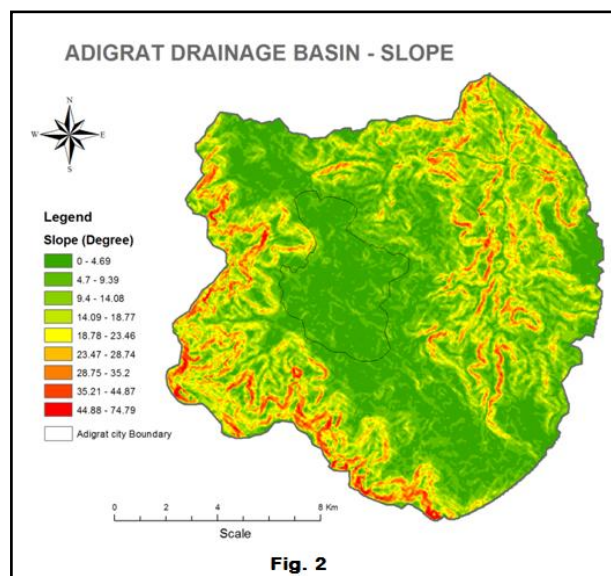 ADIGRAT DRAINAGE BASIN - SLOPE
N
W E
S
Legend
Slope (Degree)
0 - 4.69
4.7 - 9.39
9.4 - 14.08
14.09 - 18.77
18.78 - 23.46
23.47 - 28.74
28.75 - 35.2
35.21 - 44.87
44.88 - 74.79
Adigrat city Boundary
0 2 4 8 Km
Scale
Fig. 2